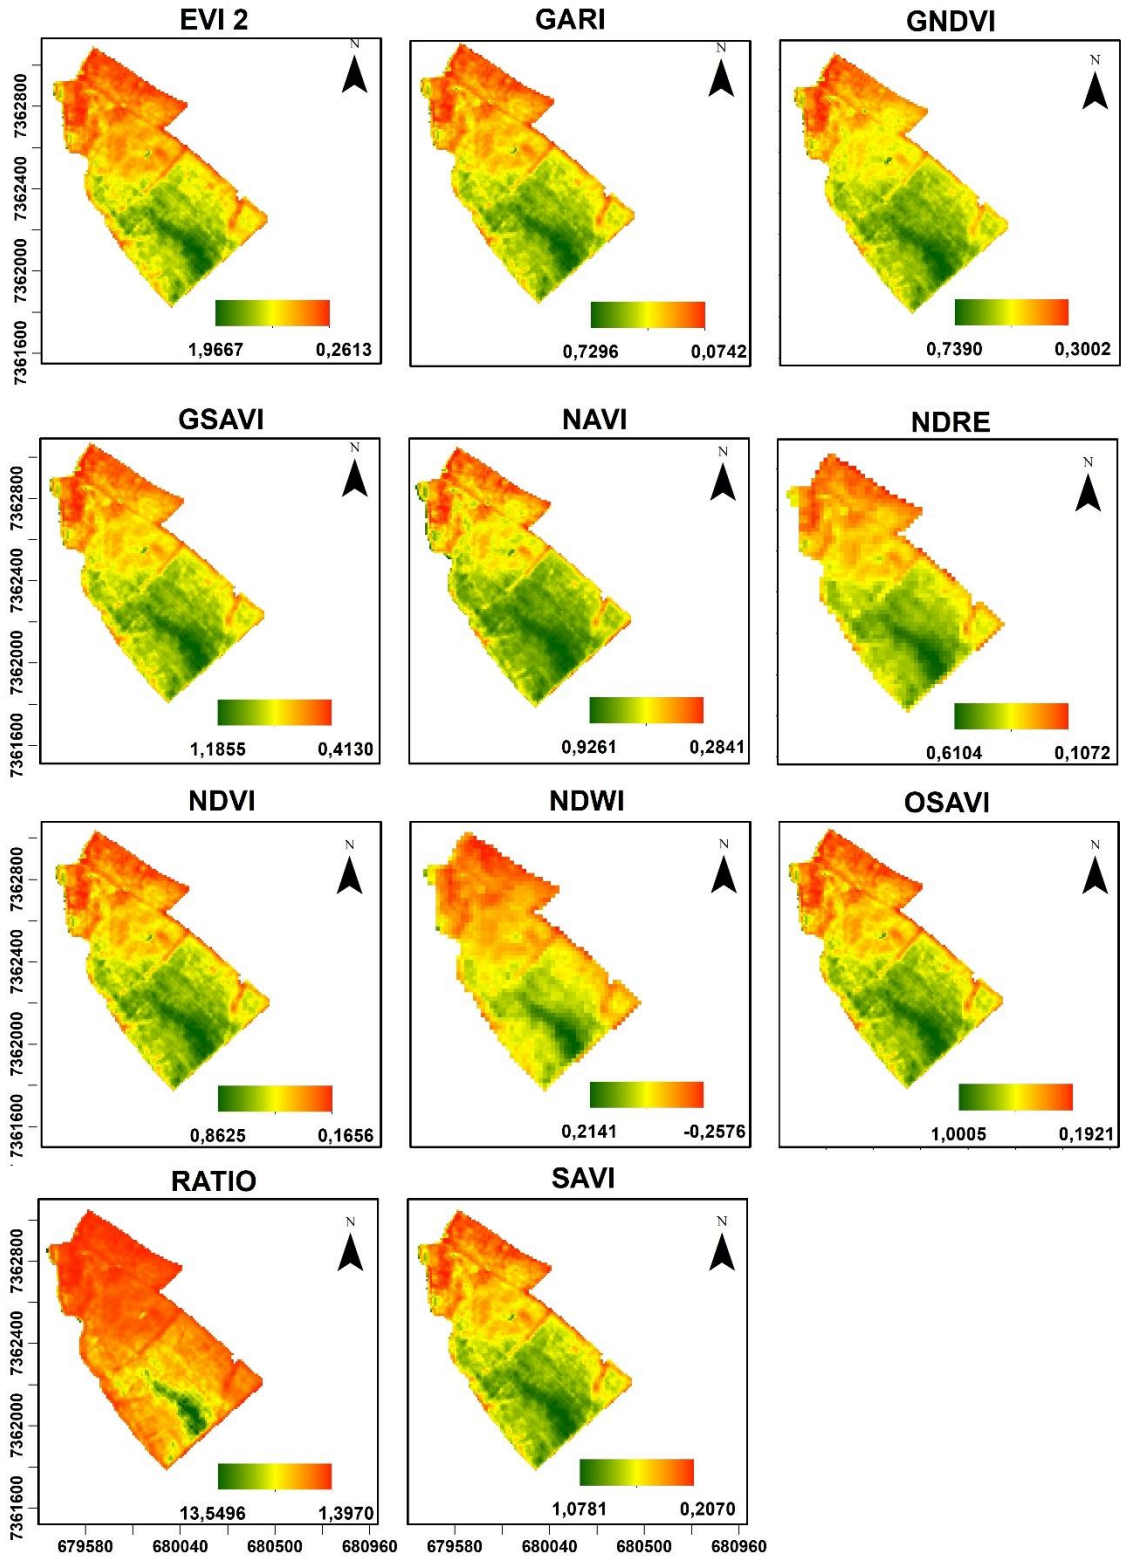 EVI 2
GARI
GNDVI
N
N
N
7362800
7362400
7362000
7361600
1,9667 0,2613
0,7296 0,0742
0,7390 0,3002
GSAVI
NAVI
NDRE
N
N
N
7362800
7362400
7362000
7361600
1,1855 0,4130
0,9261 0,2841
0,6104 0,1072
NDVI
NDWI
OSAVI
N
N
N
7362800
7362400
7362000
7361600
0,8625 0,1656
0,2141 -0,2576
1,0005 0,1921
RATIO
SAVI
N
N
7362800
7362400
7362000
7361600
13,5496 1,3970
1,0781 0,2070
679580 680040 680500 680960
679580 680040 680500 680960